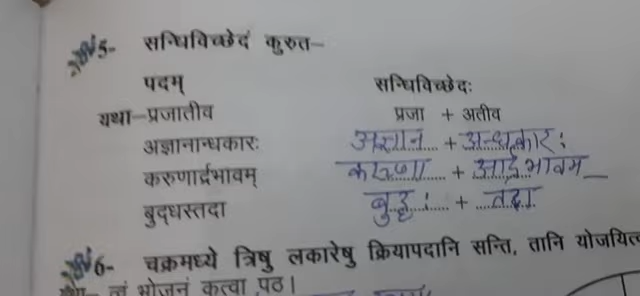 5- सन्धिविच्छेदं कुरुत-
पदम् सन्धिविच्छेदः
यथा-प्रजातीव प्रजा + अतीव
अज्ञानान्धकारः अज्ञान + अन्धकार :
करुणार्द्रभावम् करुणा + आर्द्र भावम
बुद्धस्तदा बुद्ध : + तदा
6- चक्रमध्ये त्रिषु लकारेषु क्रियापदानि सन्ति, तानि योजयित्व
त्वं भोजनं कृत्वा पठ।